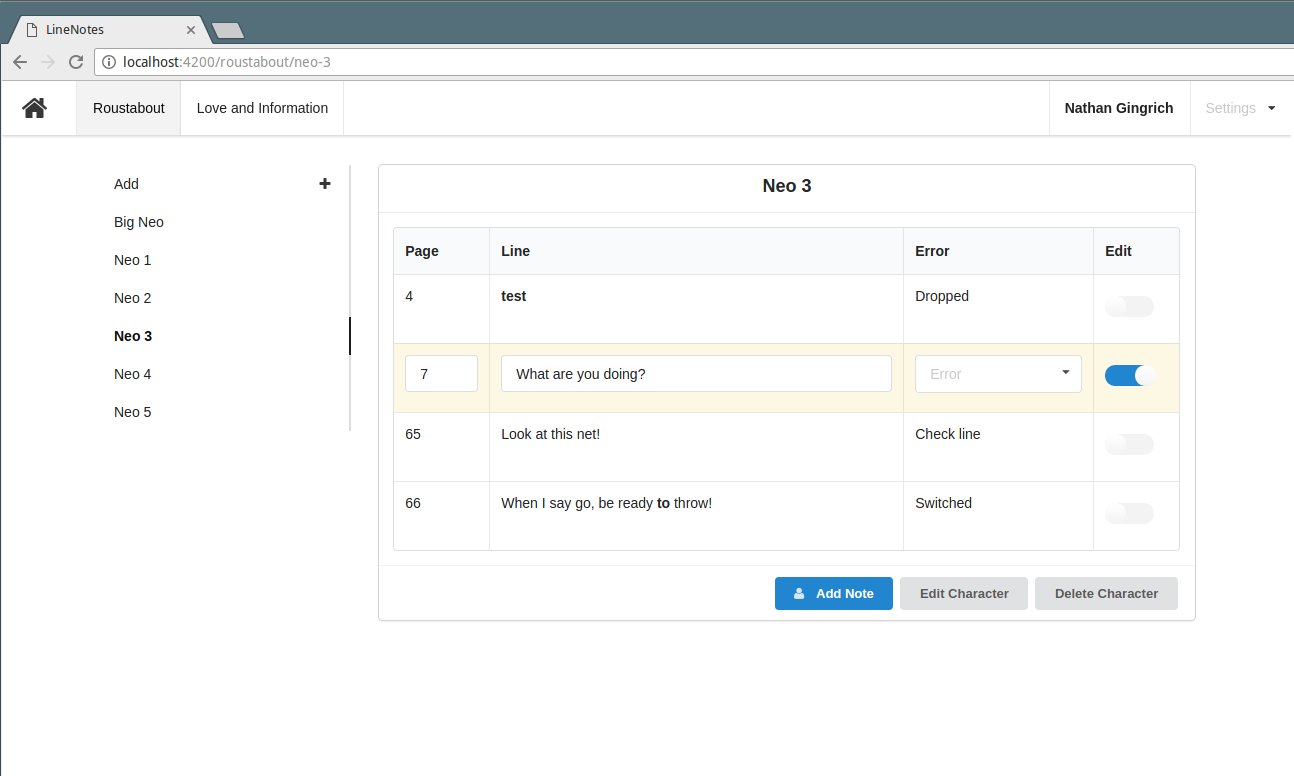 LineNotes
localhost:4200/roustabout/neo-3
Roustabout Love and Information Nathan Gingrich Settings
Add
Big Neo
Neo 1
Neo 2
Neo 3
Neo 4
Neo 5
Neo 3
Page Line Error Edit
4 test Dropped
7 What are you doing? Error
65 Look at this net! Check line
66 When I say go, be ready to throw! Switched
Add Note Edit Character Delete Character